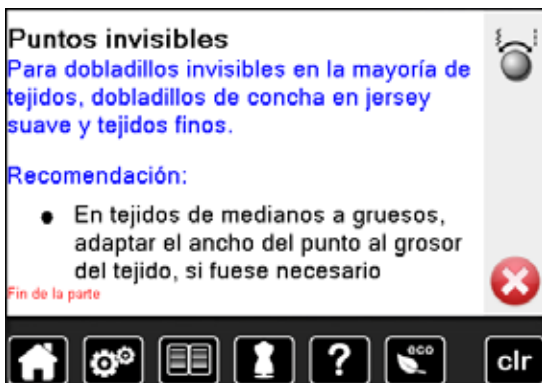 Puntos invisibles
Para dobladillos invisibles en la mayoría de
tejidos, dobladillos de concha en jersey
suave y tejidos finos.
Recomendación:
● En tejidos de medianos a gruesos,
adaptar el ancho del punto al grosor
del tejido, si fuese necesario
Fin de la parte
?
eco
clr